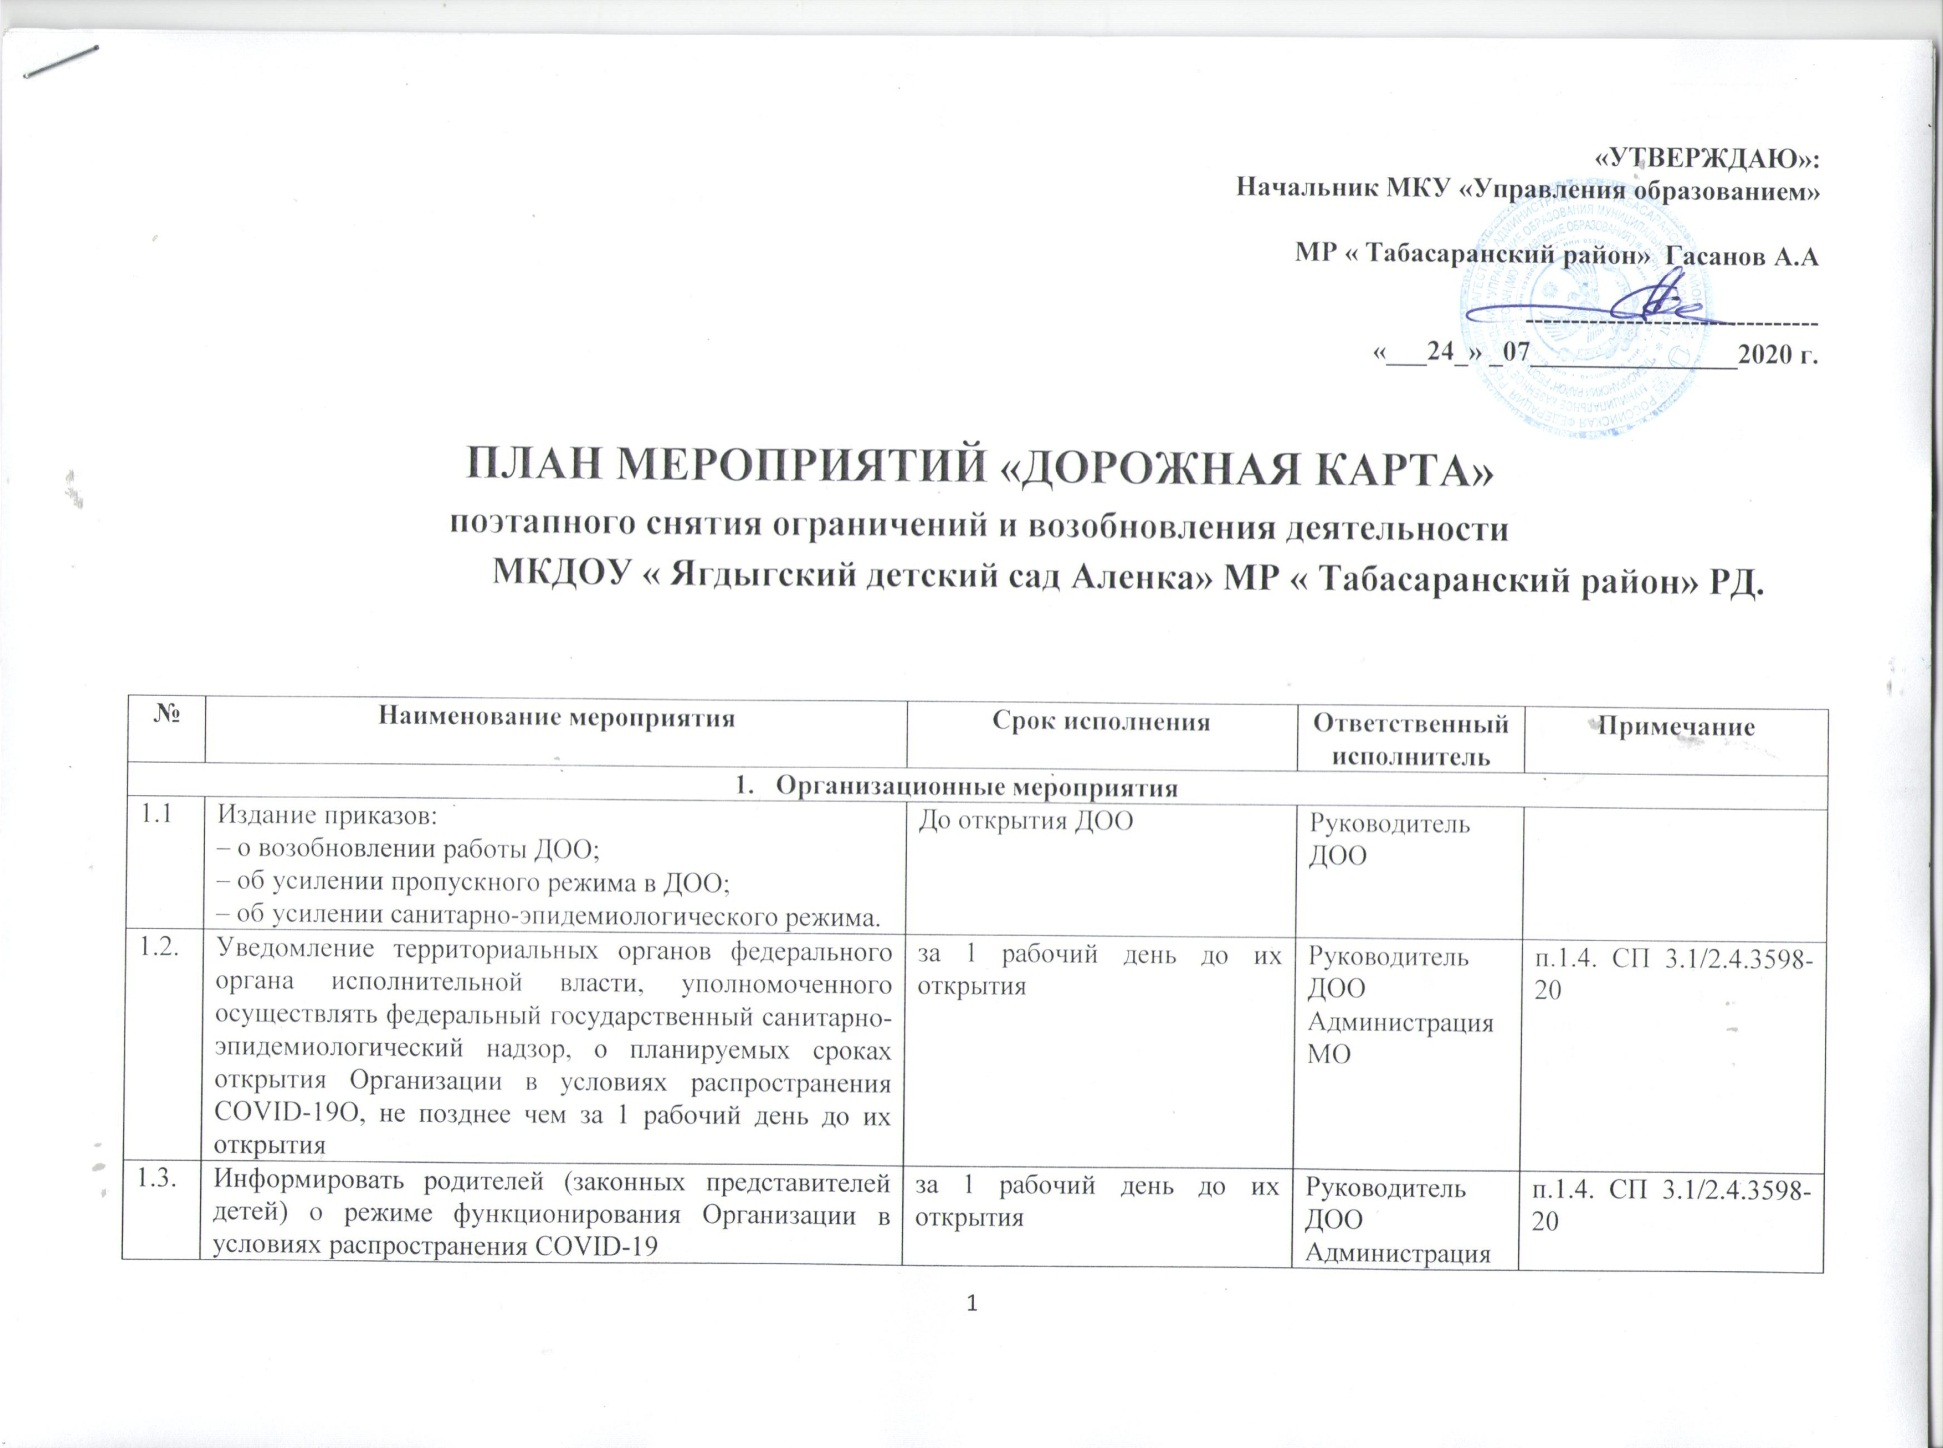 «УТВЕРЖДАЮ»:
Начальник МКУ «Управления образованием»
МР « Табасаранский район» Гасанов А.А
«___24_» _07_______________2020 г.
ПЛАН МЕРОПРИЯТИЙ «ДОРОЖНАЯ КАРТА»
поэтапного снятия ограничений и возобновления деятельности
МКДОУ « Ягдыгский детский сад Аленка» МР « Табасаранский район» РД.
№
Наименование мероприятия
Срок исполнения
Ответственный
исполнитель
Примечание
1. Организационные мероприятия
1.1
Издание приказов:
– о возобновлении работы ДОО;
– об усилении пропускного режима в ДОО;
– об усилении санитарно-эпидемиологического режима.
До открытия ДОО
Руководитель
ДОО
1.2.
Уведомление территориальных органов федерального
органа исполнительной власти, уполномоченного
осуществлять федеральный государственный санитарно-
эпидемиологический надзор, о планируемых сроках
открытия Организации в условиях распространения
COVID-19О, не позднее чем за 1 рабочий день до их
открытия
за 1 рабочий день до их
открытия
Руководитель
ДОО
Администрация
МО
п.1.4. СП 3.1/2.4.3598-
20
1.3.
Информировать родителей (законных представителей
детей) о режиме функционирования Организации в
условиях распространения COVID-19
за 1 рабочий день до их
открытия
Руководитель
ДОО
Администрация
п.1.4. СП 3.1/2.4.3598-
20
1